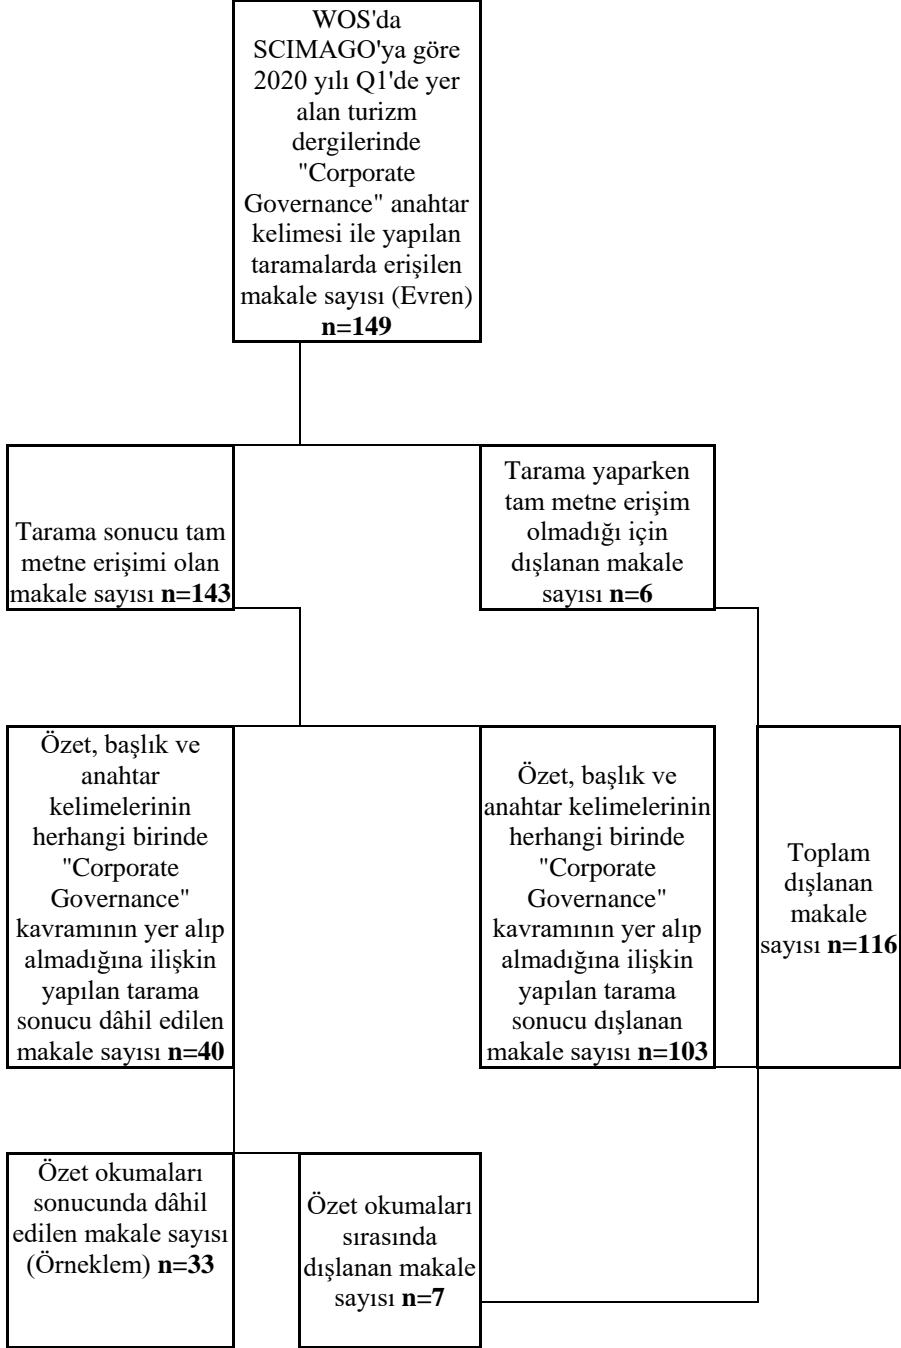 WOS'da
SCIMAGO'ya göre
2020 yılı Q1'de yer
alan turizm
dergilerinde
"Corporate
Governance" anahtar
kelimesi ile yapılan
taramalarda erişilen
makale sayısı (Evren)
n=149
Tarama sonucu tam
metne erişimi olan
makale sayısı n=143
Tarama yaparken
tam metne erişim
olmadığı için
dışlanan makale
sayısı n=6
Özet, başlık ve
anahtar
kelimelerinin
herhangi birinde
"Corporate
Governance"
kavramının yer alıp
almadığına ilişkin
yapılan tarama
sonucu dâhil edilen
makale sayısı n=40
Özet, başlık ve
anahtar kelimelerinin
herhangi birinde
"Corporate
Governance"
kavramının yer alıp
almadığına ilişkin
yapılan tarama
sonucu dışlanan
makale sayısı n=103
Toplam
dışlanan
makale
sayısı n=116
Özet okumaları
sonucunda dâhil
edilen makale sayısı
(Örneklem) n=33
Özet okumaları
sırasında
dışlanan makale
sayısı n=7